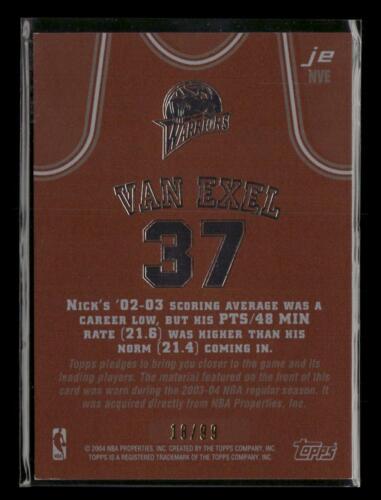 je
NVE
WARRIORS
VAN EXEL
37
NICK'S '02-03 SCORING AVERAGE WAS A
CAREER LOW, BUT HIS PTS/48 MIN
RATE (21.6) WAS HIGHER THAN HIS
NORM (21.4) COMING IN.
Topps pledges to bring you closer to the game and its
leading players. The material featured on the front of this
card was worn during the 2003-04 NBA regular season. It
was acquired directly from NBA Properties, Inc.
18/99
© 2004 NBA PROPERTIES, INC. CREATED BY THE TOPPS COMPANY, INC.
TOPPS IS A REGISTERED TRADEMARK OF THE TOPPS COMPANY, INC.
topps